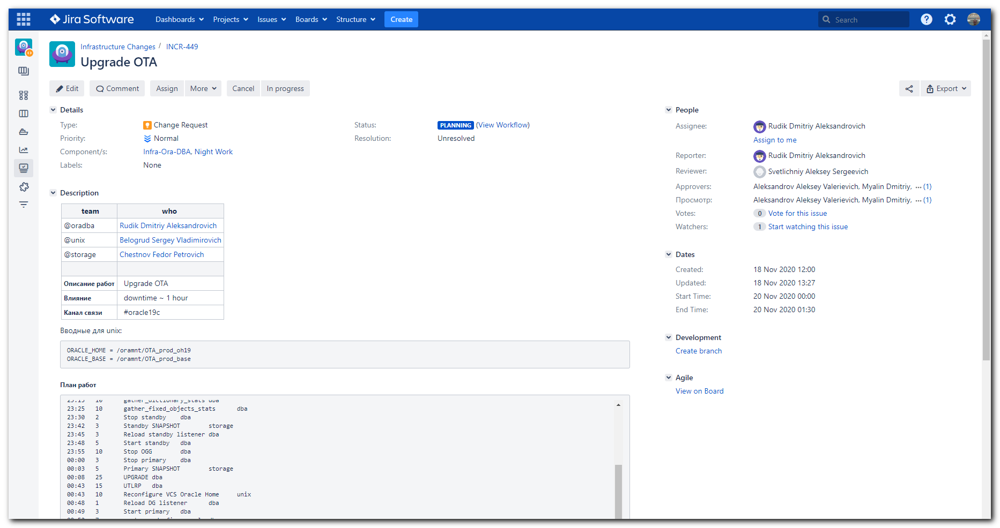 Jira Software Dashboards Projects Issues Boards Structure Create Search
Infrastructure Changes / INCR-449
Upgrade OTA
Edit Comment Assign More Cancel In progress Export
Details
Type: Change Request
Priority: Normal
Component/s: Infra-Ora-DBA, Night Work
Labels: None
Status: PLANNING (View Workflow)
Resolution: Unresolved
Description
team who
@oradba Rudik Dmitriy Aleksandrovich
@unix Belogrud Sergey Vladimirovich
@storage Chestnov Fedor Petrovich
Описание работ Upgrade OTA
Влияние downtime ~ 1 hour
Канал связи #oracle19c
Вводные для unix:
ORACLE_HOME = /oramnt/OTA_prod_oh19
ORACLE_BASE = /oramnt/OTA_prod_base
План работ
23:15 10 gather_dictionary_stats dba
23:25 10 gather_fixed_objects_stats dba
23:30 2 Stop standby dba
23:42 3 Standby SNAPSHOT storage
23:45 3 Reload standby listener dba
23:48 5 Start standby dba
23:55 10 Stop OGG dba
00:00 3 Stop primary dba
00:03 5 Primary SNAPSHOT storage
00:08 25 UPGRADE dba
00:43 15 UTLRP dba
00:43 10 Reconfigure VCS Oracle Home unix
00:48 1 Reload DG listener dba
00:49 3 Start primary dba
People
Assignee: Rudik Dmitriy Aleksandrovich
Assign to me
Reporter: Rudik Dmitriy Aleksandrovich
Reviewer: Svetlichniy Aleksey Sergeevich
Approvers: Aleksandrov Aleksey Valerievich, Myalin Dmitriy, ··· (1)
Просмотр: Aleksandrov Aleksey Valerievich, Myalin Dmitriy, ··· (1)
Votes: 0 Vote for this issue
Watchers: 1 Start watching this issue
Dates
Created: 18 Nov 2020 12:00
Updated: 18 Nov 2020 13:27
Start Time: 20 Nov 2020 00:00
End Time: 20 Nov 2020 01:30
Development
Create branch
Agile
View on Board